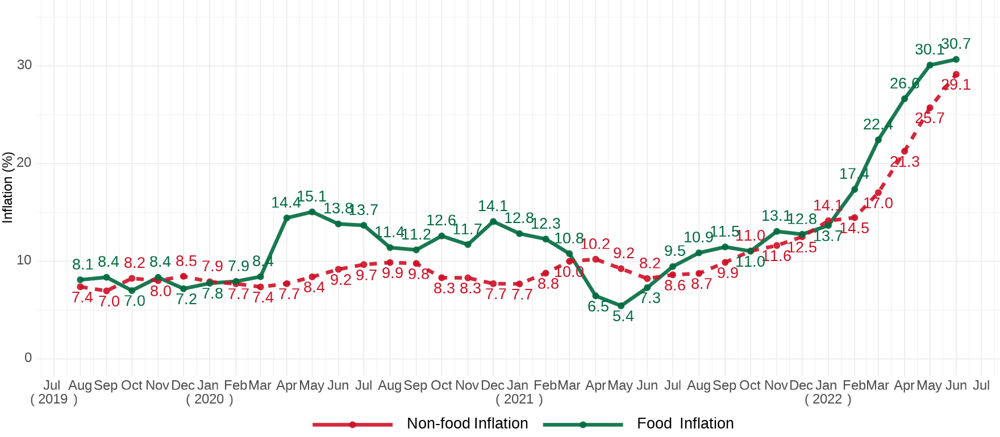 Inflation (%)
30
20
10
0
8.1 8.4 8.2 8.4 8.5 7.9 7.9 8.4 14.4 15.1 13.8 13.7 11.4 11.2 12.6 11.7 14.1 12.8 12.3 10.8 10.2 9.2 8.2 9.5 10.9 11.5 11.0 13.1 12.8 14.1 17.4 22.4 26.6 30.1 30.7
7.4 7.0 7.0 8.0 7.2 7.8 7.7 7.4 7.7 8.4 9.2 9.7 9.9 9.8 8.3 8.3 7.7 7.7 8.8 10.0 6.5 5.4 7.3 8.6 8.7 9.9 11.0 11.6 12.5 13.7 14.5 17.0 21.3 25.7 29.1
Jul Aug Sep Oct Nov Dec Jan Feb Mar Apr May Jun Jul Aug Sep Oct Nov Dec Jan Feb Mar Apr May Jun Jul Aug Sep Oct Nov Dec Jan Feb Mar Apr May Jun Jul
( 2019 ) ( 2020 ) ( 2021 ) ( 2022 )
Non-food Inflation Food Inflation